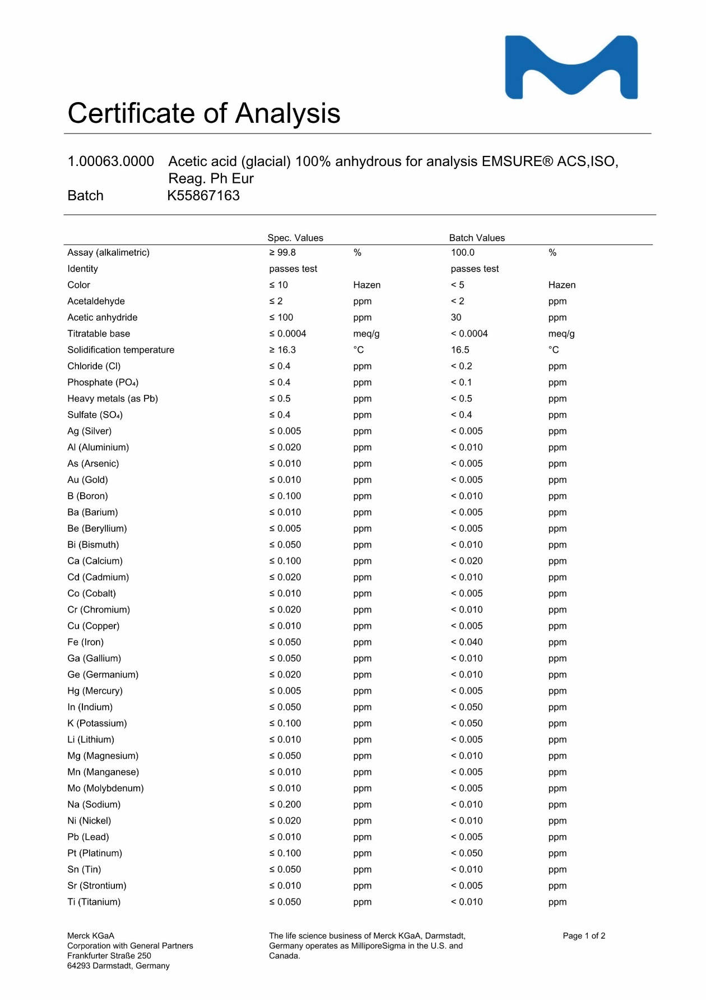 Certificate of Analysis
1.00063.0000 Acetic acid (glacial) 100% anhydrous for analysis EMSURE® ACS,ISO,
Reag. Ph Eur
Batch K55867163
Spec. Values Batch Values
Assay (alkalimetric) ≥ 99.8 % 100.0 %
Identity passes test passes test
Color ≤ 10 Hazen < 5 Hazen
Acetaldehyde ≤ 2 ppm < 2 ppm
Acetic anhydride ≤ 100 ppm 30 ppm
Titratable base ≤ 0.0004 meq/g < 0.0004 meq/g
Solidification temperature ≥ 16.3 °C 16.5 °C
Chloride (Cl) ≤ 0.4 ppm < 0.2 ppm
Phosphate (PO₄) ≤ 0.4 ppm < 0.1 ppm
Heavy metals (as Pb) ≤ 0.5 ppm < 0.5 ppm
Sulfate (SO₄) ≤ 0.4 ppm < 0.4 ppm
Ag (Silver) ≤ 0.005 ppm < 0.005 ppm
Al (Aluminium) ≤ 0.020 ppm < 0.010 ppm
As (Arsenic) ≤ 0.010 ppm < 0.005 ppm
Au (Gold) ≤ 0.010 ppm < 0.005 ppm
B (Boron) ≤ 0.100 ppm < 0.010 ppm
Ba (Barium) ≤ 0.010 ppm < 0.005 ppm
Be (Beryllium) ≤ 0.005 ppm < 0.005 ppm
Bi (Bismuth) ≤ 0.050 ppm < 0.010 ppm
Ca (Calcium) ≤ 0.100 ppm < 0.020 ppm
Cd (Cadmium) ≤ 0.020 ppm < 0.010 ppm
Co (Cobalt) ≤ 0.010 ppm < 0.005 ppm
Cr (Chromium) ≤ 0.020 ppm < 0.010 ppm
Cu (Copper) ≤ 0.010 ppm < 0.005 ppm
Fe (Iron) ≤ 0.050 ppm < 0.040 ppm
Ga (Gallium) ≤ 0.050 ppm < 0.010 ppm
Ge (Germanium) ≤ 0.020 ppm < 0.010 ppm
Hg (Mercury) ≤ 0.005 ppm < 0.005 ppm
In (Indium) ≤ 0.050 ppm < 0.050 ppm
K (Potassium) ≤ 0.100 ppm < 0.050 ppm
Li (Lithium) ≤ 0.010 ppm < 0.005 ppm
Mg (Magnesium) ≤ 0.050 ppm < 0.010 ppm
Mn (Manganese) ≤ 0.010 ppm < 0.005 ppm
Mo (Molybdenum) ≤ 0.010 ppm < 0.005 ppm
Na (Sodium) ≤ 0.200 ppm < 0.010 ppm
Ni (Nickel) ≤ 0.020 ppm < 0.010 ppm
Pb (Lead) ≤ 0.010 ppm < 0.005 ppm
Pt (Platinum) ≤ 0.100 ppm < 0.050 ppm
Sn (Tin) ≤ 0.050 ppm < 0.010 ppm
Sr (Strontium) ≤ 0.010 ppm < 0.005 ppm
Ti (Titanium) ≤ 0.050 ppm < 0.010 ppm
Merck KGaA
Corporation with General Partners
Frankfurter Straße 250
64293 Darmstadt, Germany
The life science business of Merck KGaA, Darmstadt,
Germany operates as MilliporeSigma in the U.S. and
Canada.
Page 1 of 2